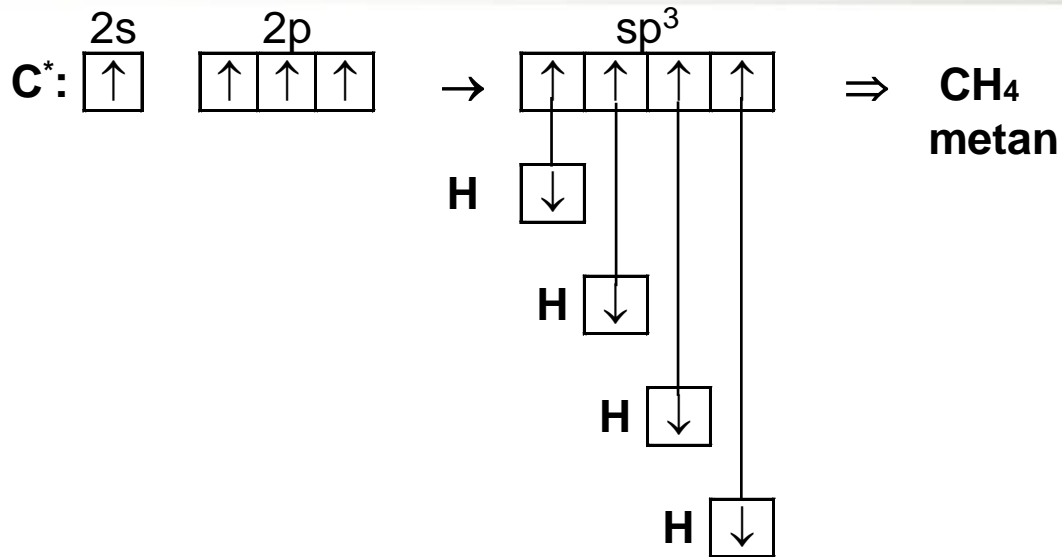 2s 2p sp³
C*: ↑ ↑ ↑ ↑ → ↑ ↑ ↑ ↑ ⇒ CH₄
metan
H ↓
H ↓
H ↓
H ↓